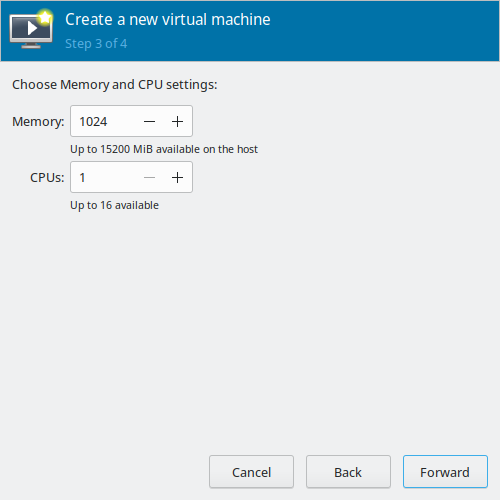 Create a new virtual machine
Step 3 of 4
Choose Memory and CPU settings:
Memory: 1024
Up to 15200 MiB available on the host
CPUs: 1
Up to 16 available
Cancel Back Forward